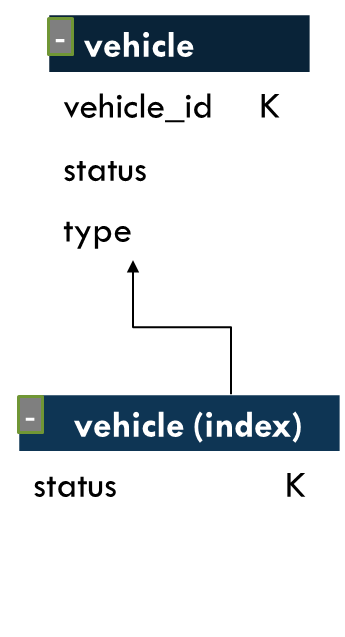 - vehicle
vehicle_id K
status
type
- vehicle (index)
status K